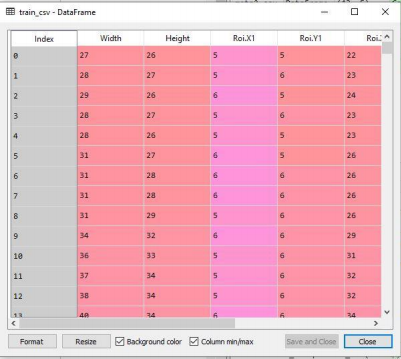 train_csv - DataFrame
Index Width Height Roi.X1 Roi.Y1
0 27 26 5 5 22
1 28 27 5 6 23
2 29 26 6 5 24
3 28 27 5 6 23
4 28 26 5 5 23
5 31 27 6 5 26
6 31 28 6 6 26
7 31 28 6 6 26
8 31 29 5 6 26
9 34 32 6 6 29
10 36 33 5 6 31
11 37 34 5 6 32
12 38 34 5 6 32
13 40 34 6 6 34
Format Resize Background color Column min/max Save and Close Close